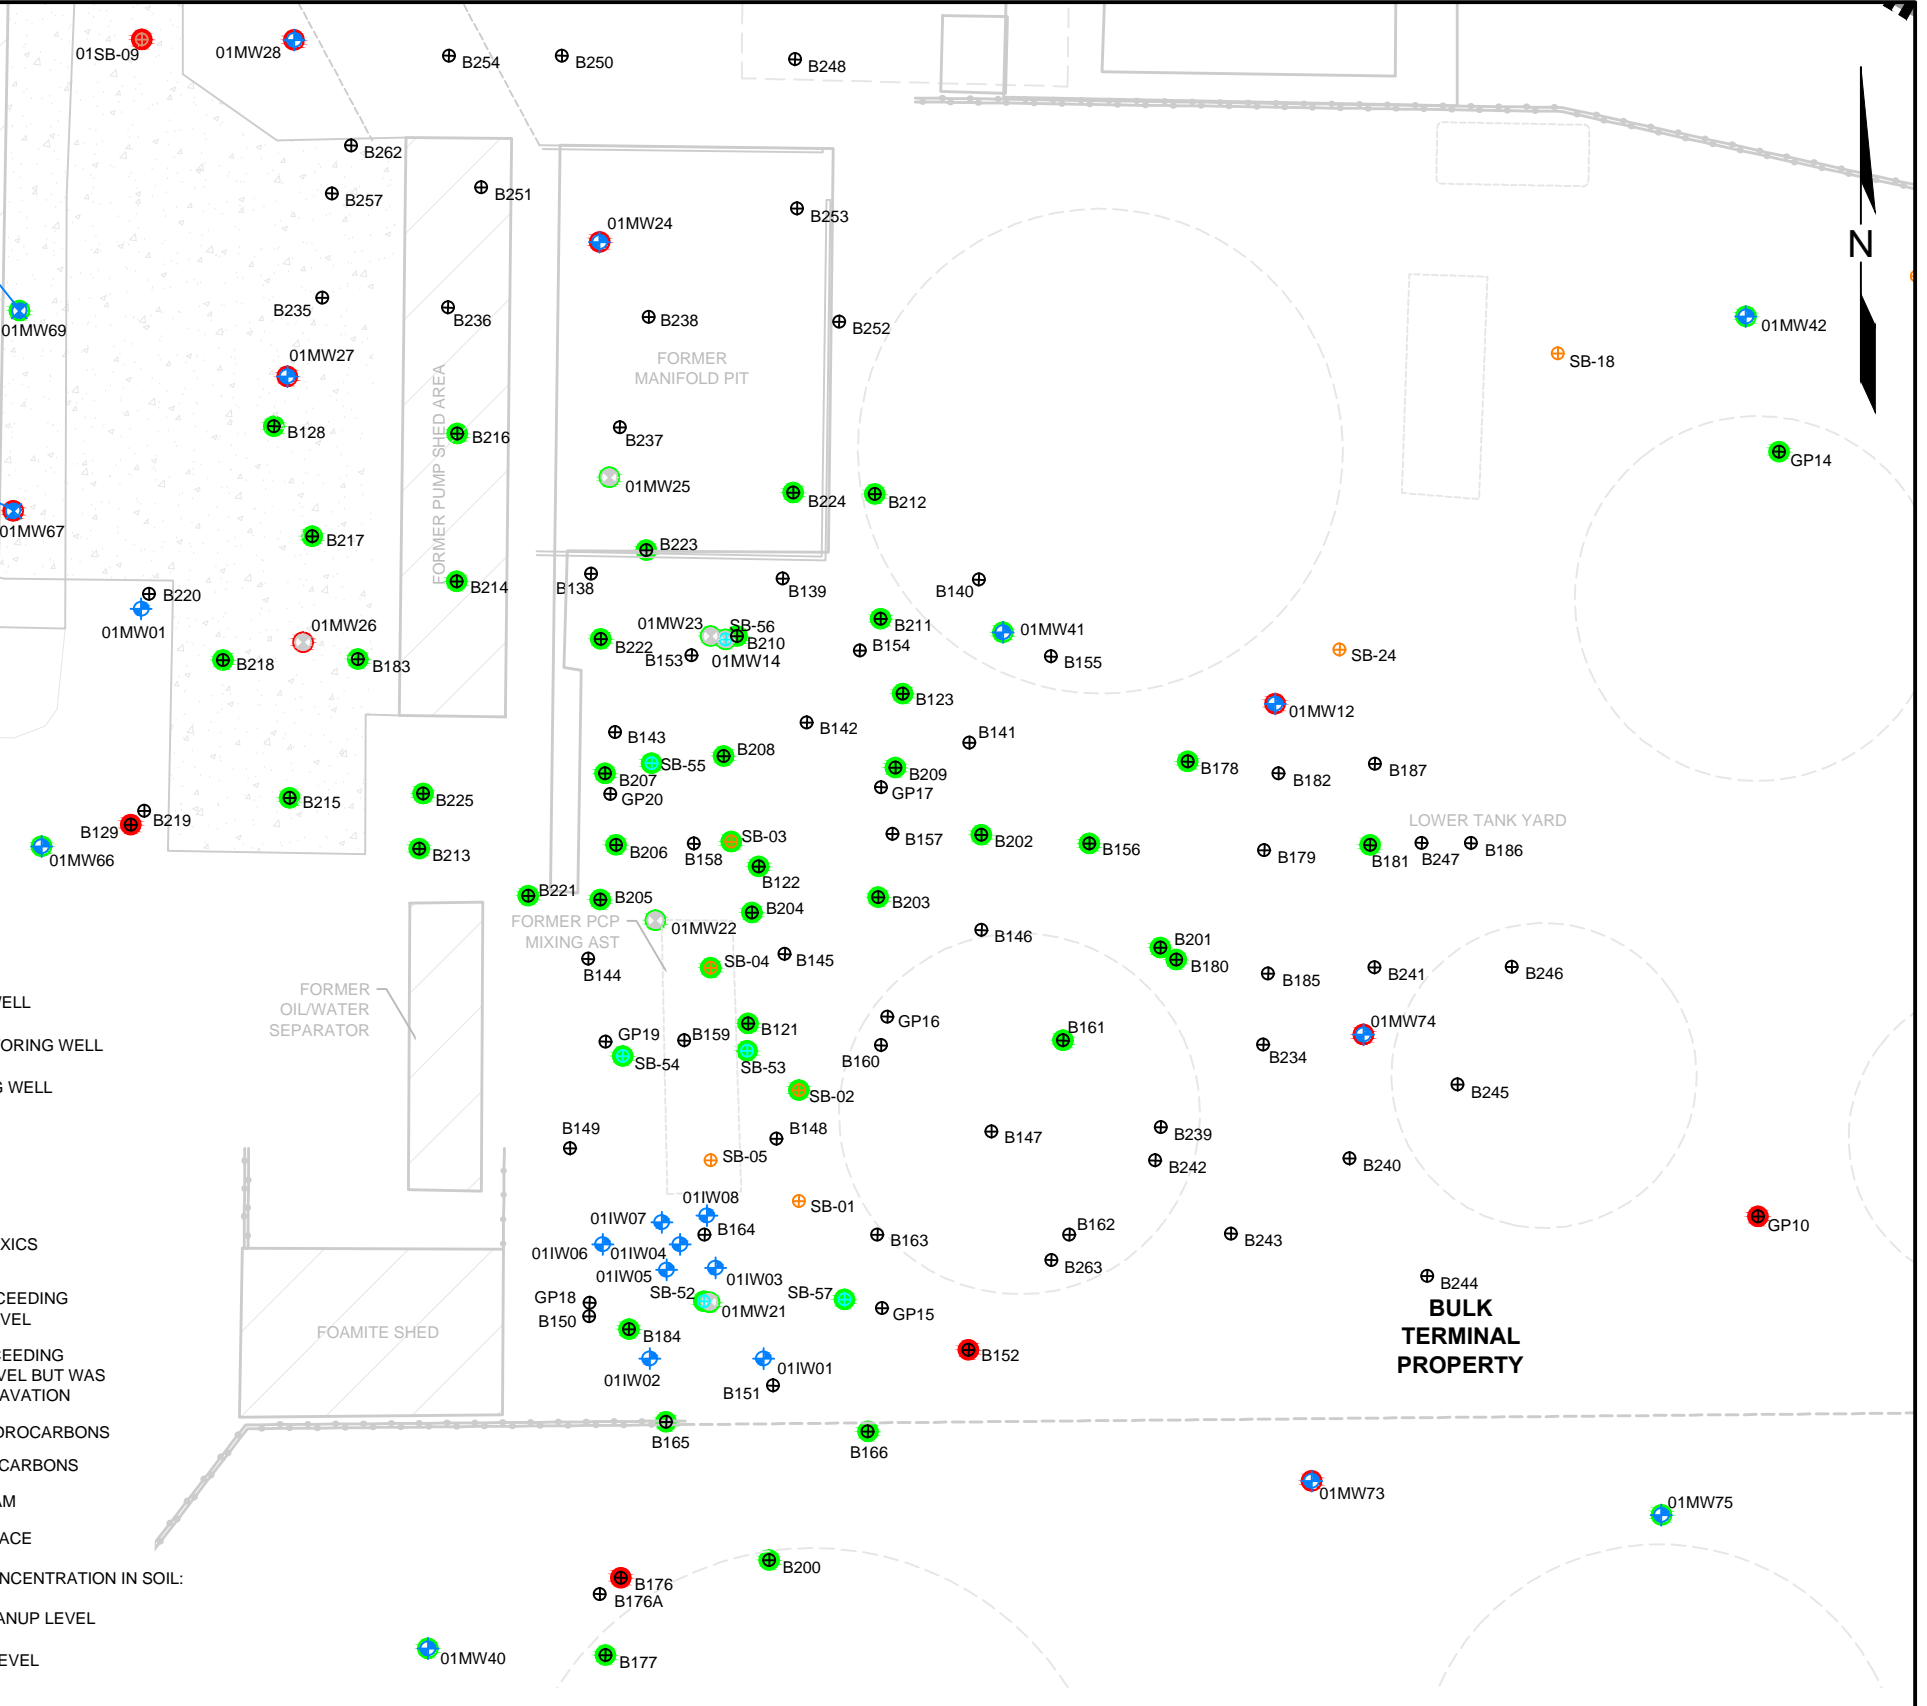 01SB-09
01MW28
B254
B250
B248
B262
B257
B251
B253
01MW24
N
B235
B236
B238
B252
01MW69
01MW42
SB-18
01MW27
FORMER
MANIFOLD PIT
FORMER PUMP SHED AREA
B128
B216
B237
GP14
01MW25
B224
B212
01MW67
B217
B223
B214
B138
B139
B140
B220
01MW01
01MW26
01MW23
SB-56
B211
01MW41
B222
B210
B154
B153
01MW14
B155
SB-24
B218
B183
B123
01MW12
B142
B141
B143
B208
SB-55
B207
B209
B178
B182
B187
GP20
GP17
B215
B225
LOWER TANK YARD
B219
B129
B157
SB-03
B202
B156
01MW66
B213
B206
B158
B179
B181
B247
B186
B122
B221
B205
B204
B203
FORMER PCP
MIXING AST
01MW22
B146
B201
B180
SB-04
B145
B144
B185
B241
B246
FORMER
OIL/WATER
SEPARATOR
ELL
GP16
01MW74
B121
B161
GP19
B159
ORING WELL
B160
B234
SB-54
SB-53
G WELL
SB-02
B245
B149
B148
B147
B239
SB-05
B242
B240
01IW08
SB-01
01IW07
B164
B162
GP10
XICS
01IW06
01IW04
B163
B243
01IW05
01IW03
B263
B244
CEEDING
VEL
SB-52
SB-57
GP18
01MW21
GP15
B150
BULK
TERMINAL
PROPERTY
FOAMITE SHED
B184
CEEDING
VEL BUT WAS
AVATION
B152
01IW02
01IW01
B151
DROCARBONS
B165
B166
CARBONS
01MW73
01MW75
AM
ACE
B200
NCENTRATION IN SOIL:
B176
B176A
ANUP LEVEL
01MW40
B177
EVEL